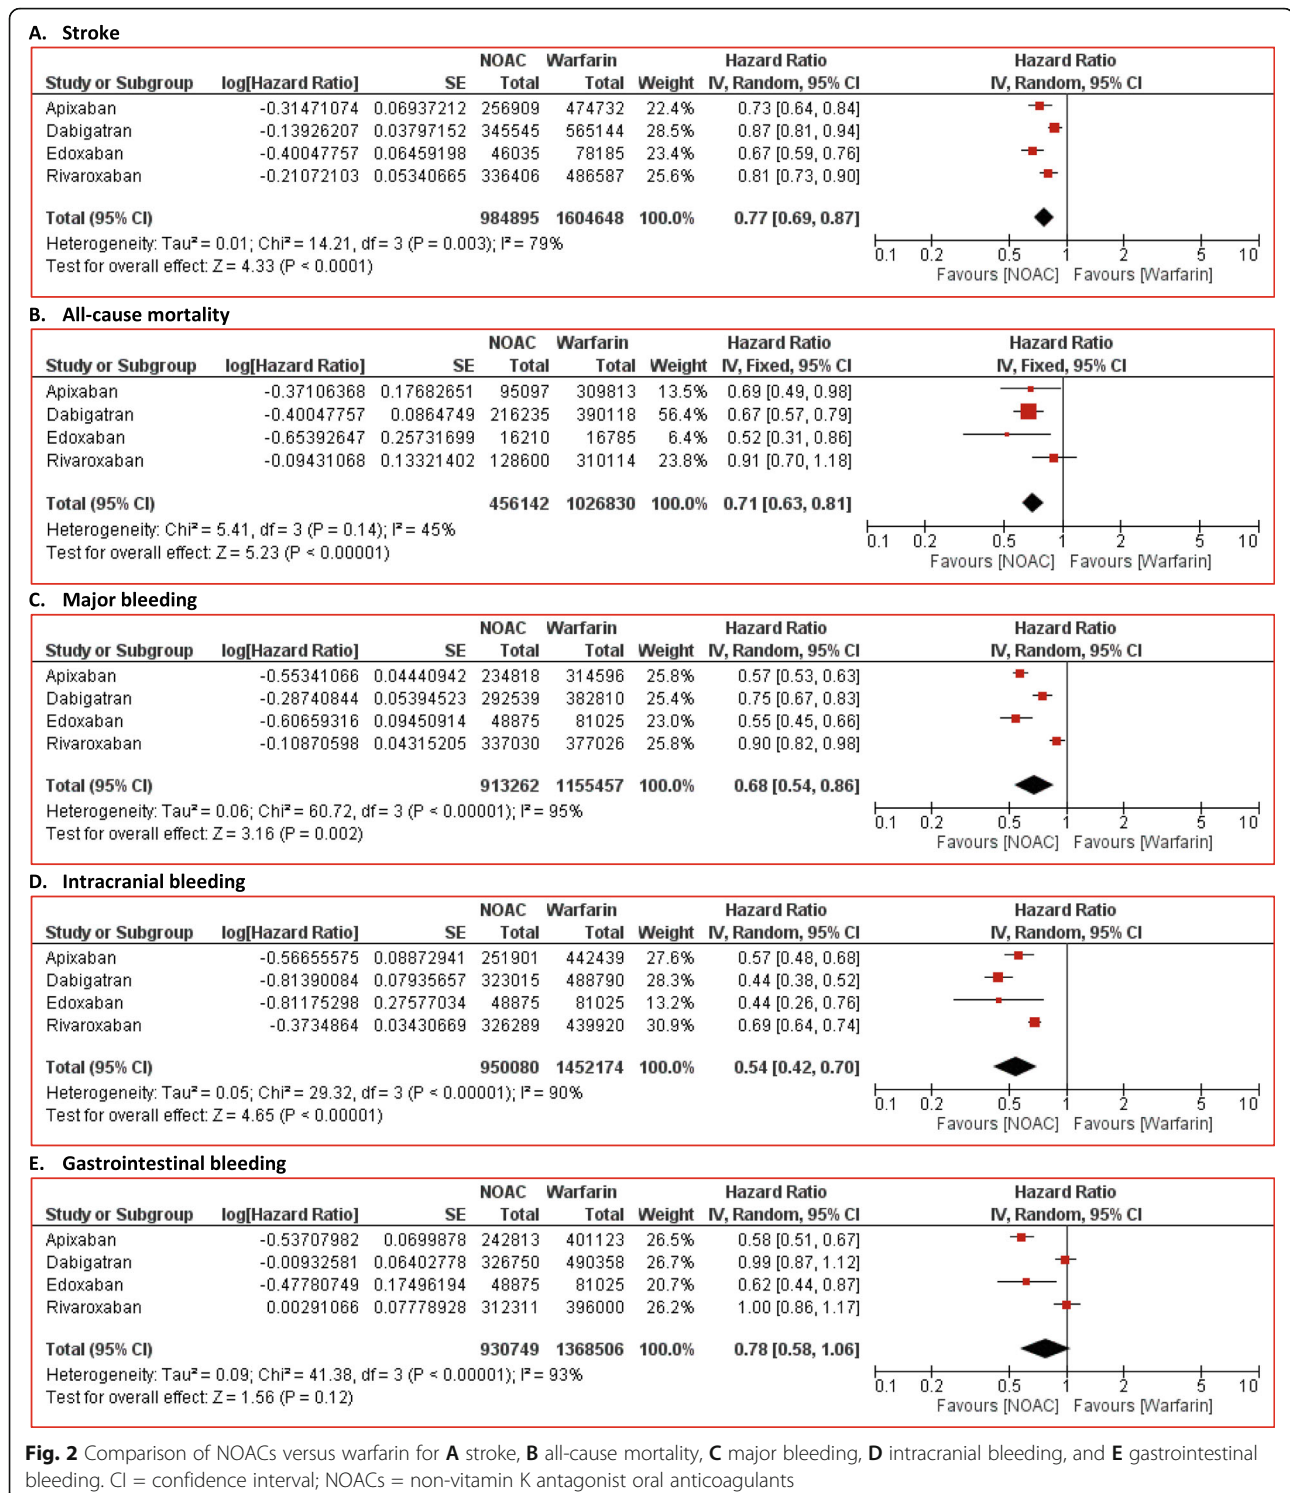 A. Stroke
NOAC Warfarin Hazard Ratio Hazard Ratio
Study or Subgroup log[Hazard Ratio] SE Total Total Weight IV, Random, 95% CI IV, Random, 95% CI
Apixaban -0.31471074 0.06937212 256909 474732 22.4% 0.73 [0.64, 0.84]
Dabigatran -0.13926207 0.03797152 345545 565144 28.5% 0.87 [0.81, 0.94]
Edoxaban -0.40047757 0.06459198 46035 78185 23.4% 0.67 [0.59, 0.76]
Rivaroxaban -0.21072103 0.05340665 336406 486587 25.6% 0.81 [0.73, 0.90]
Total (95% CI) 984895 1604648 100.0% 0.77 [0.69, 0.87]
Heterogeneity: Tau² = 0.01; Chi² = 14.21, df = 3 (P = 0.003); I² = 79%
Test for overall effect: Z = 4.33 (P < 0.0001)
0.1 0.2 0.5 1 2 5 10
Favours [NOAC] Favours [Warfarin]
B. All-cause mortality
NOAC Warfarin Hazard Ratio Hazard Ratio
Study or Subgroup log[Hazard Ratio] SE Total Total Weight IV, Fixed, 95% CI IV, Fixed, 95% CI
Apixaban -0.37106368 0.17682651 95097 309813 13.5% 0.69 [0.49, 0.98]
Dabigatran -0.40047757 0.0864749 216235 390118 56.4% 0.67 [0.57, 0.79]
Edoxaban -0.65392647 0.25731699 16210 16785 6.4% 0.52 [0.31, 0.86]
Rivaroxaban -0.09431068 0.13321402 128600 310114 23.8% 0.91 [0.70, 1.18]
Total (95% CI) 456142 1026830 100.0% 0.71 [0.63, 0.81]
Heterogeneity: Chi² = 5.41, df = 3 (P = 0.14); I² = 45%
Test for overall effect: Z = 5.23 (P < 0.00001)
0.1 0.2 0.5 1 2 5 10
Favours [NOAC] Favours [Warfarin]
C. Major bleeding
NOAC Warfarin Hazard Ratio Hazard Ratio
Study or Subgroup log[Hazard Ratio] SE Total Total Weight IV, Random, 95% CI IV, Random, 95% CI
Apixaban -0.55341066 0.04440942 234818 314596 25.8% 0.57 [0.53, 0.63]
Dabigatran -0.28740844 0.05394523 292539 382810 25.4% 0.75 [0.67, 0.83]
Edoxaban -0.60659316 0.09450914 48875 81025 23.0% 0.55 [0.45, 0.66]
Rivaroxaban -0.10870598 0.04315205 337030 377026 25.8% 0.90 [0.82, 0.98]
Total (95% CI) 913262 1155457 100.0% 0.68 [0.54, 0.86]
Heterogeneity: Tau² = 0.06; Chi² = 60.72, df = 3 (P < 0.00001); I² = 95%
Test for overall effect: Z = 3.16 (P = 0.002)
0.1 0.2 0.5 1 2 5 10
Favours [NOAC] Favours [Warfarin]
D. Intracranial bleeding
NOAC Warfarin Hazard Ratio Hazard Ratio
Study or Subgroup log[Hazard Ratio] SE Total Total Weight IV, Random, 95% CI IV, Random, 95% CI
Apixaban -0.56655575 0.08872941 251901 442439 27.6% 0.57 [0.48, 0.68]
Dabigatran -0.81390084 0.07935657 323015 488790 28.3% 0.44 [0.38, 0.52]
Edoxaban -0.81175298 0.27577034 48875 81025 13.2% 0.44 [0.26, 0.76]
Rivaroxaban -0.3734864 0.03430669 326289 439920 30.9% 0.69 [0.64, 0.74]
Total (95% CI) 950080 1452174 100.0% 0.54 [0.42, 0.70]
Heterogeneity: Tau² = 0.05; Chi² = 29.32, df = 3 (P < 0.00001); I² = 90%
Test for overall effect: Z = 4.65 (P < 0.00001)
0.1 0.2 0.5 1 2 5 10
Favours [NOAC] Favours [Warfarin]
E. Gastrointestinal bleeding
NOAC Warfarin Hazard Ratio Hazard Ratio
Study or Subgroup log[Hazard Ratio] SE Total Total Weight IV, Random, 95% CI IV, Random, 95% CI
Apixaban -0.53707982 0.0699878 242813 401123 26.5% 0.58 [0.51, 0.67]
Dabigatran -0.00932581 0.06402778 326750 490358 26.7% 0.99 [0.87, 1.12]
Edoxaban -0.47780749 0.17496194 48875 81025 20.7% 0.62 [0.44, 0.87]
Rivaroxaban 0.00291066 0.07778928 312311 396000 26.2% 1.00 [0.86, 1.17]
Total (95% CI) 930749 1368506 100.0% 0.78 [0.58, 1.06]
Heterogeneity: Tau² = 0.09; Chi² = 41.38, df = 3 (P < 0.00001); I² = 93%
Test for overall effect: Z = 1.56 (P = 0.12)
0.1 0.2 0.5 1 2 5 10
Favours [NOAC] Favours [Warfarin]
Fig. 2 Comparison of NOACs versus warfarin for A stroke, B all-cause mortality, C major bleeding, D intracranial bleeding, and E gastrointestinal
bleeding. CI = confidence interval; NOACs = non-vitamin K antagonist oral anticoagulants